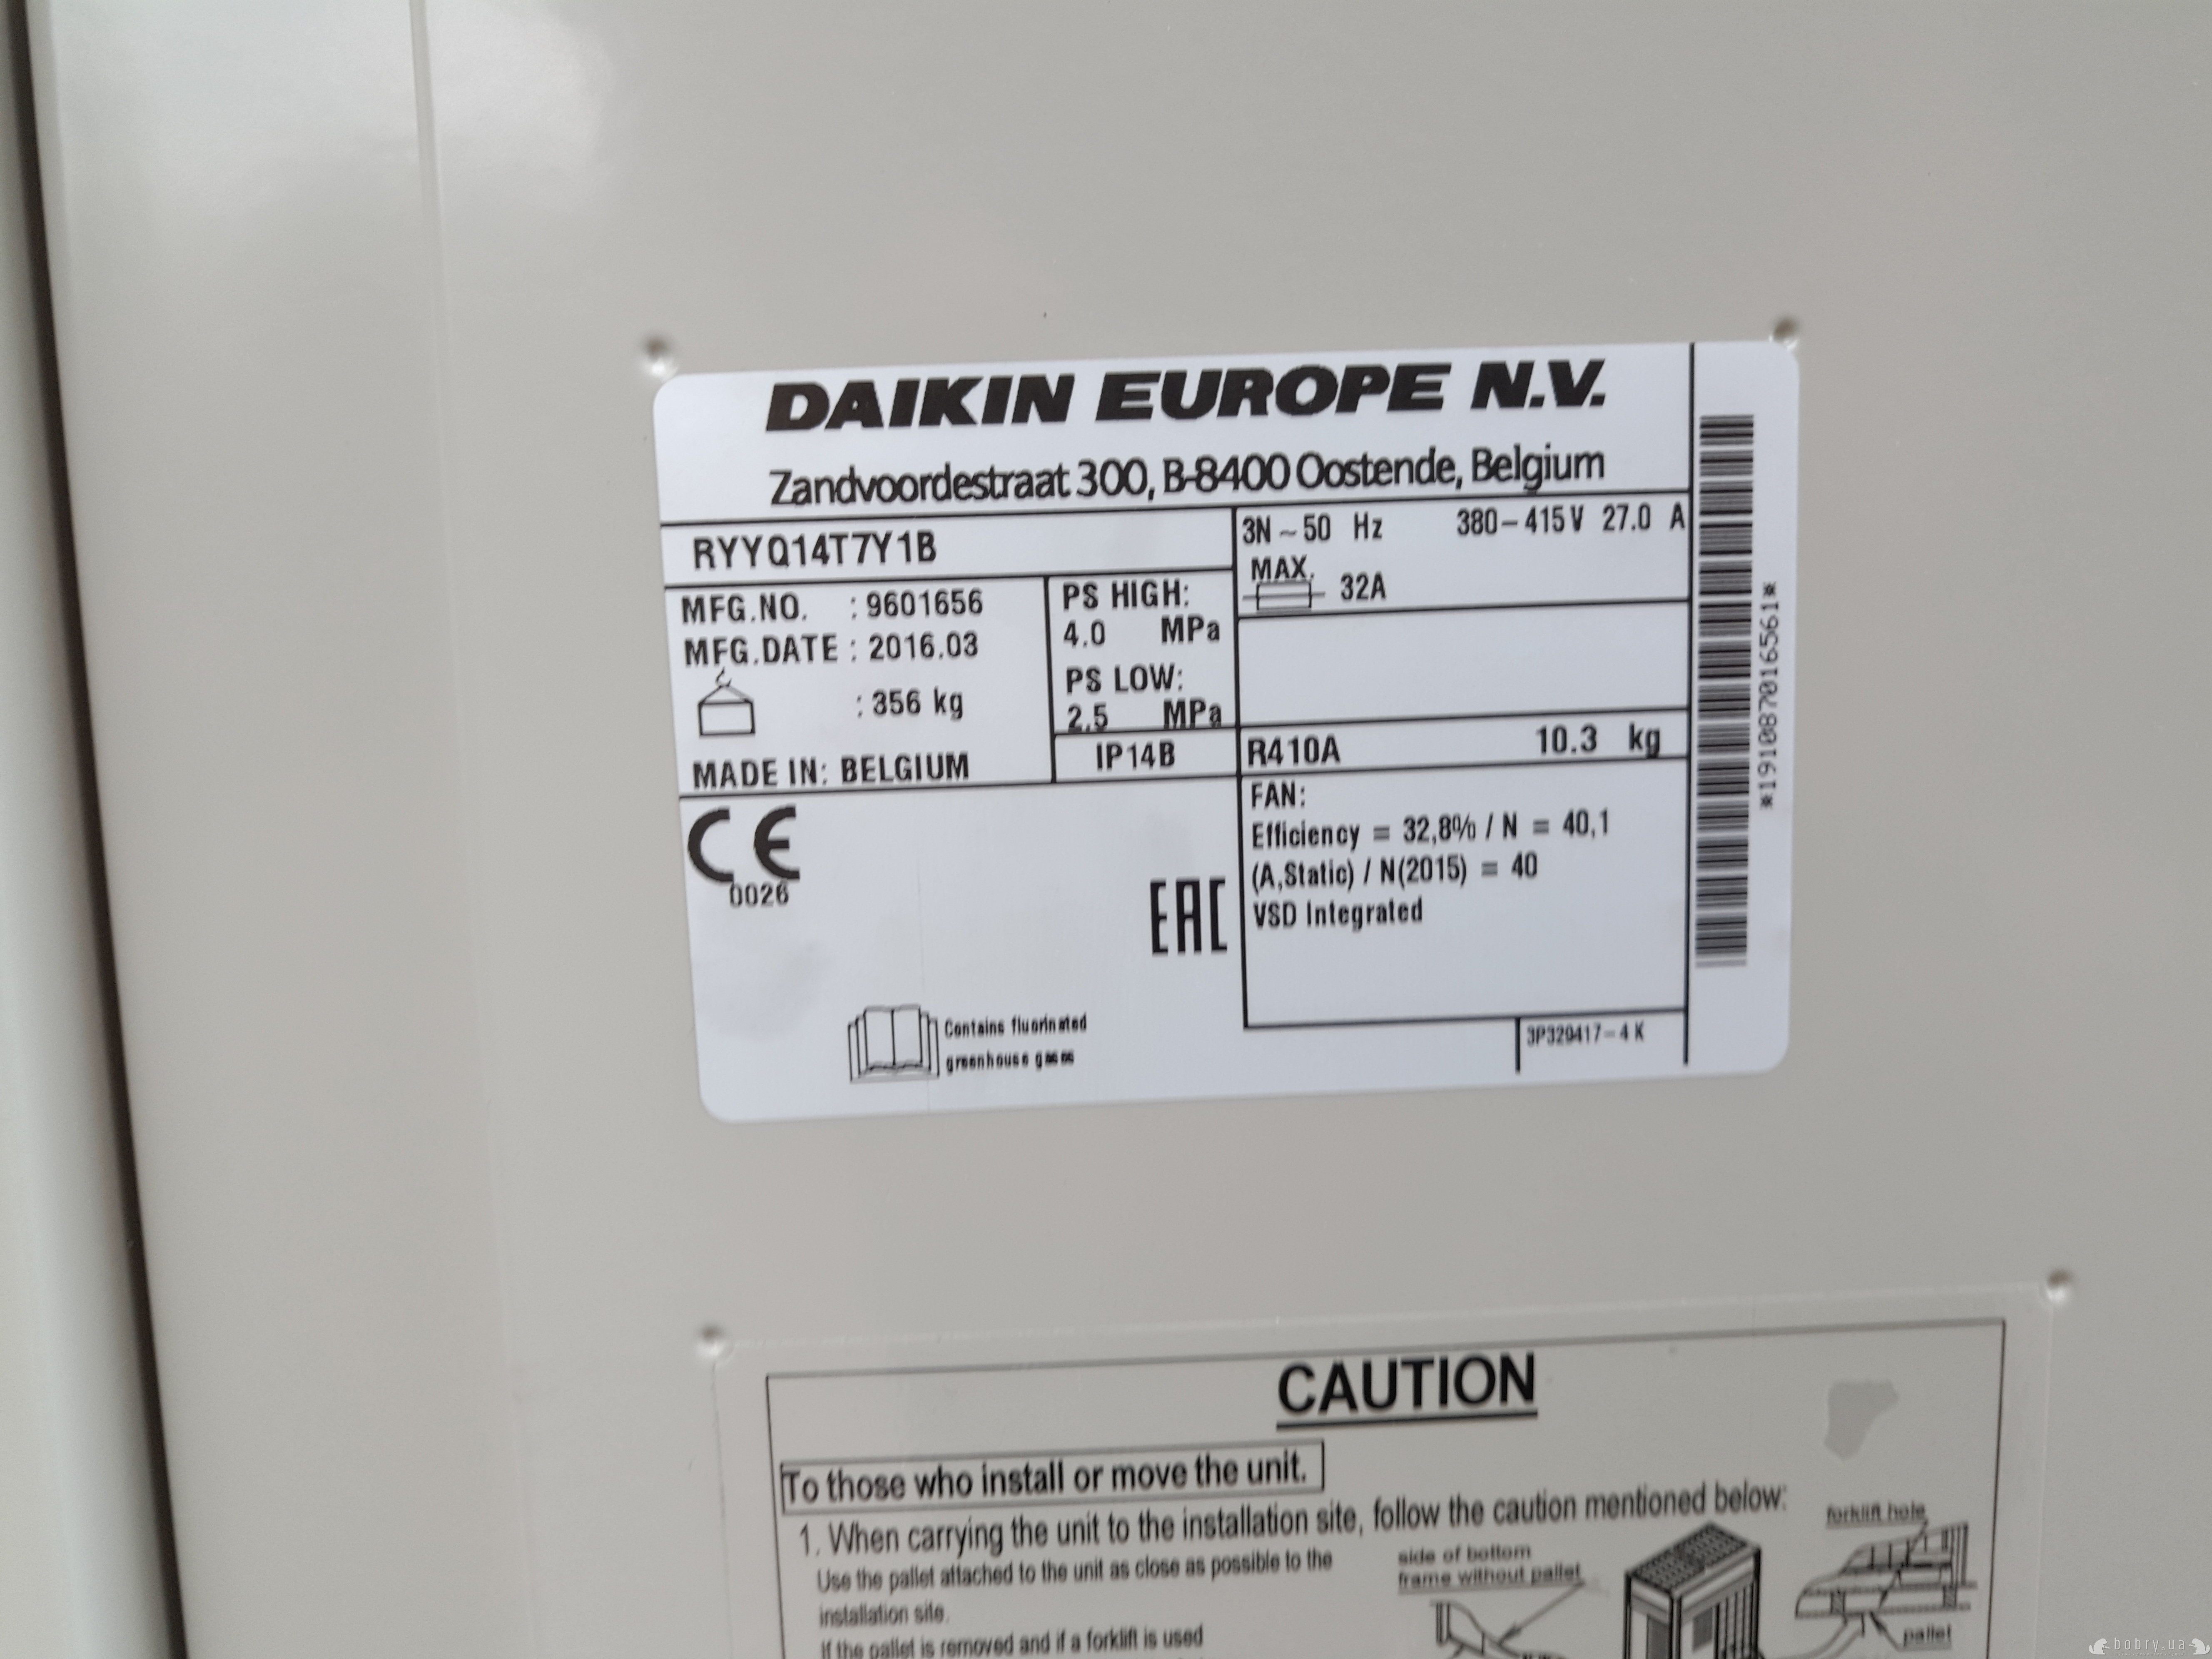 DAIKIN EUROPE N.V.
Zandvoordestraat 300, B-8400 Oostende, Belgium
RYYQ14T7Y1B
3N ~ 50 Hz 380-415V 27.0 A
MAX. 32A
MFG.NO. : 9601656
MFG.DATE : 2016.03
: 356 kg
MADE IN: BELGIUM
PS HIGH:
4.0 MPa
PS LOW:
2.5 MPa
IP14B
R410A 10.3 kg
FAN:
Efficiency = 32,8% / N = 40,1
(A,Static) / N(2015) = 40
VSD Integrated
CE
0026
EAC
Contains fluorinated
greenhouse gases
3P329417-4 K
*191087016561*
CAUTION
To those who install or move the unit.
1. When carrying the unit to the installation site, follow the caution mentioned below:
Use the pallet attached to the unit as close as possible to the
installation site.
If the pallet is removed and if a forklift is used
side of bottom
frame without pallet
forklift hole
pallet
bobry.ua